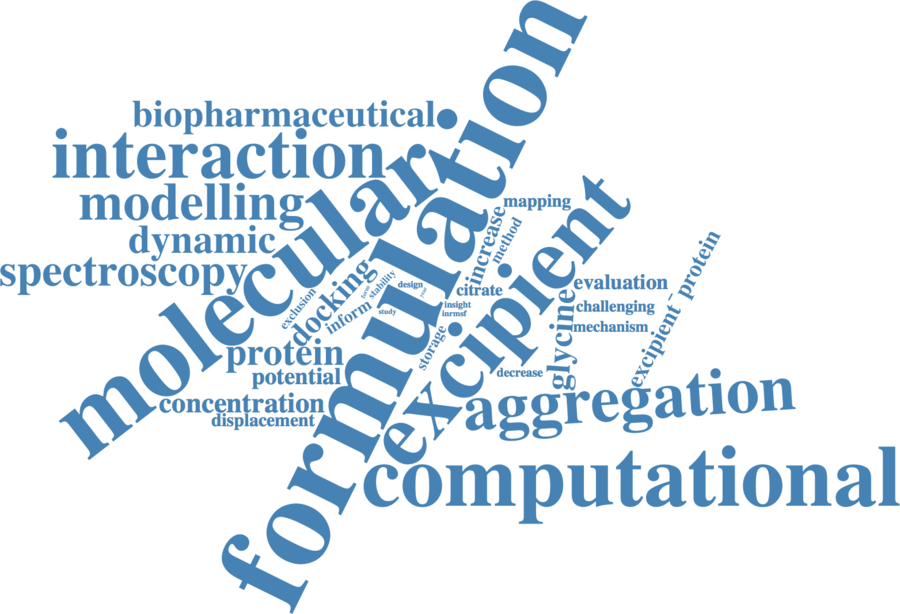 biopharmaceutical
interaction
modelling
dynamic
spectroscopy
molecular
formulation
excipient
mapping
increase
method
docking
stability
form
exclusion
inform
design
study
citrate
insight
inrmsf
storage
decrease
glycine
evaluation
challenging
mechanism
excipient–protein
protein
potential
concentration
displacement
aggregation
computational